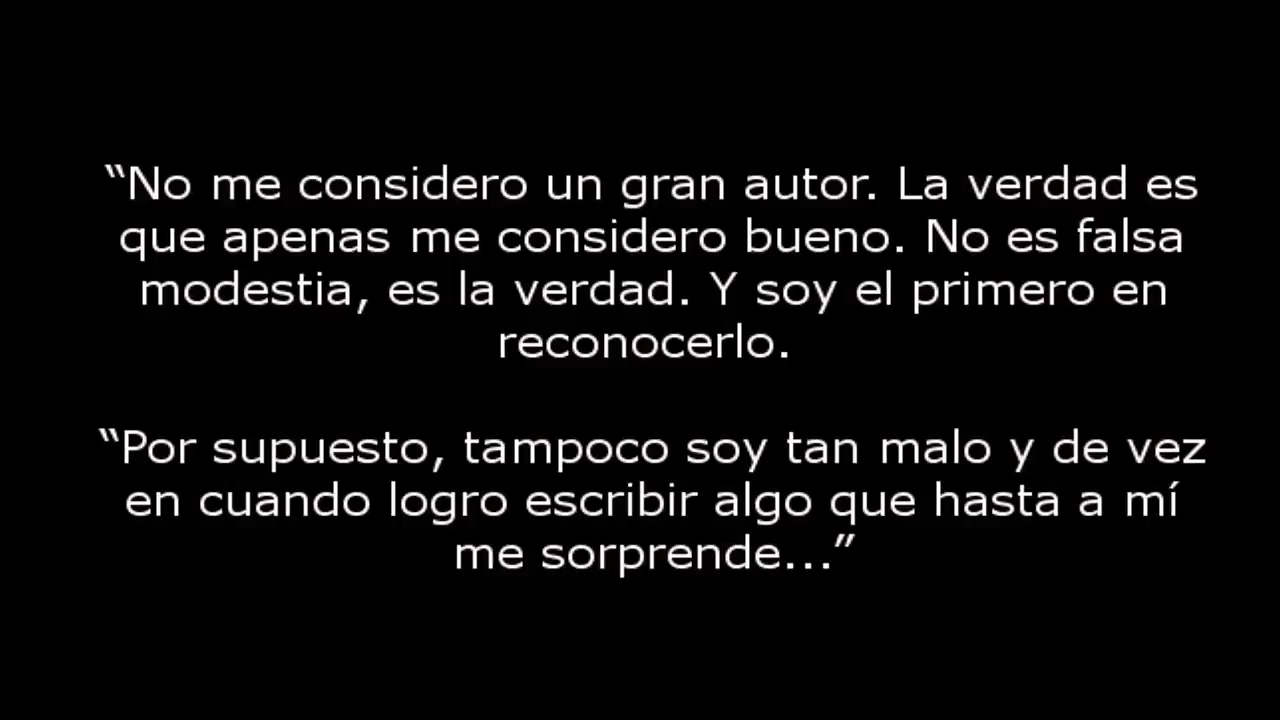 “No me considero un gran autor. La verdad es
que apenas me considero bueno. No es falsa
modestia, es la verdad. Y soy el primero en
reconocerlo.
“Por supuesto, tampoco soy tan malo y de vez
en cuando logro escribir algo que hasta a mí
me sorprende...”